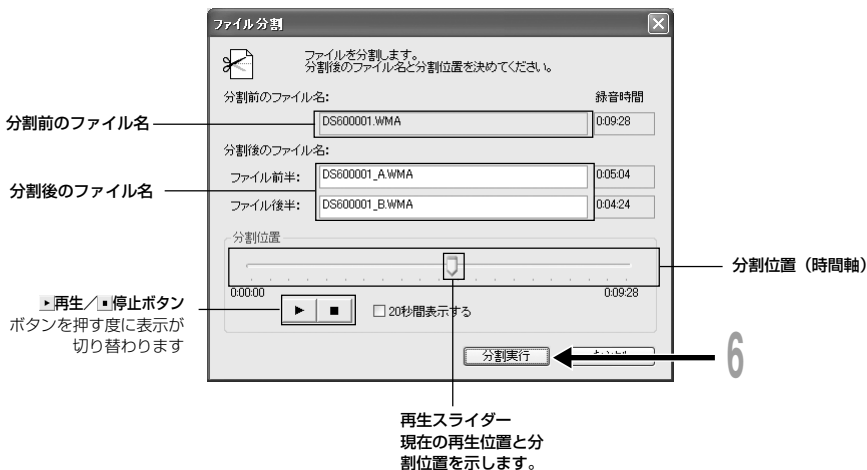 ファイル分割
ファイルを分割します。
分割後のファイル名と分割位置を決めてください。
分割前のファイル名:
録音時間
分割前のファイル名
DS600001.WMA
0:09:28
分割後のファイル名:
分割後のファイル名
ファイル前半:
DS600001_A.WMA
0:05:04
ファイル後半:
DS600001_B.WMA
0:04:24
分割位置
分割位置（時間軸）
0:00:00
0:09:28
再生／停止ボタン
ボタンを押す度に表示が
切り替わります
20秒間表示する
分割実行
6
再生スライダー
現在の再生位置と分
割位置を示します。